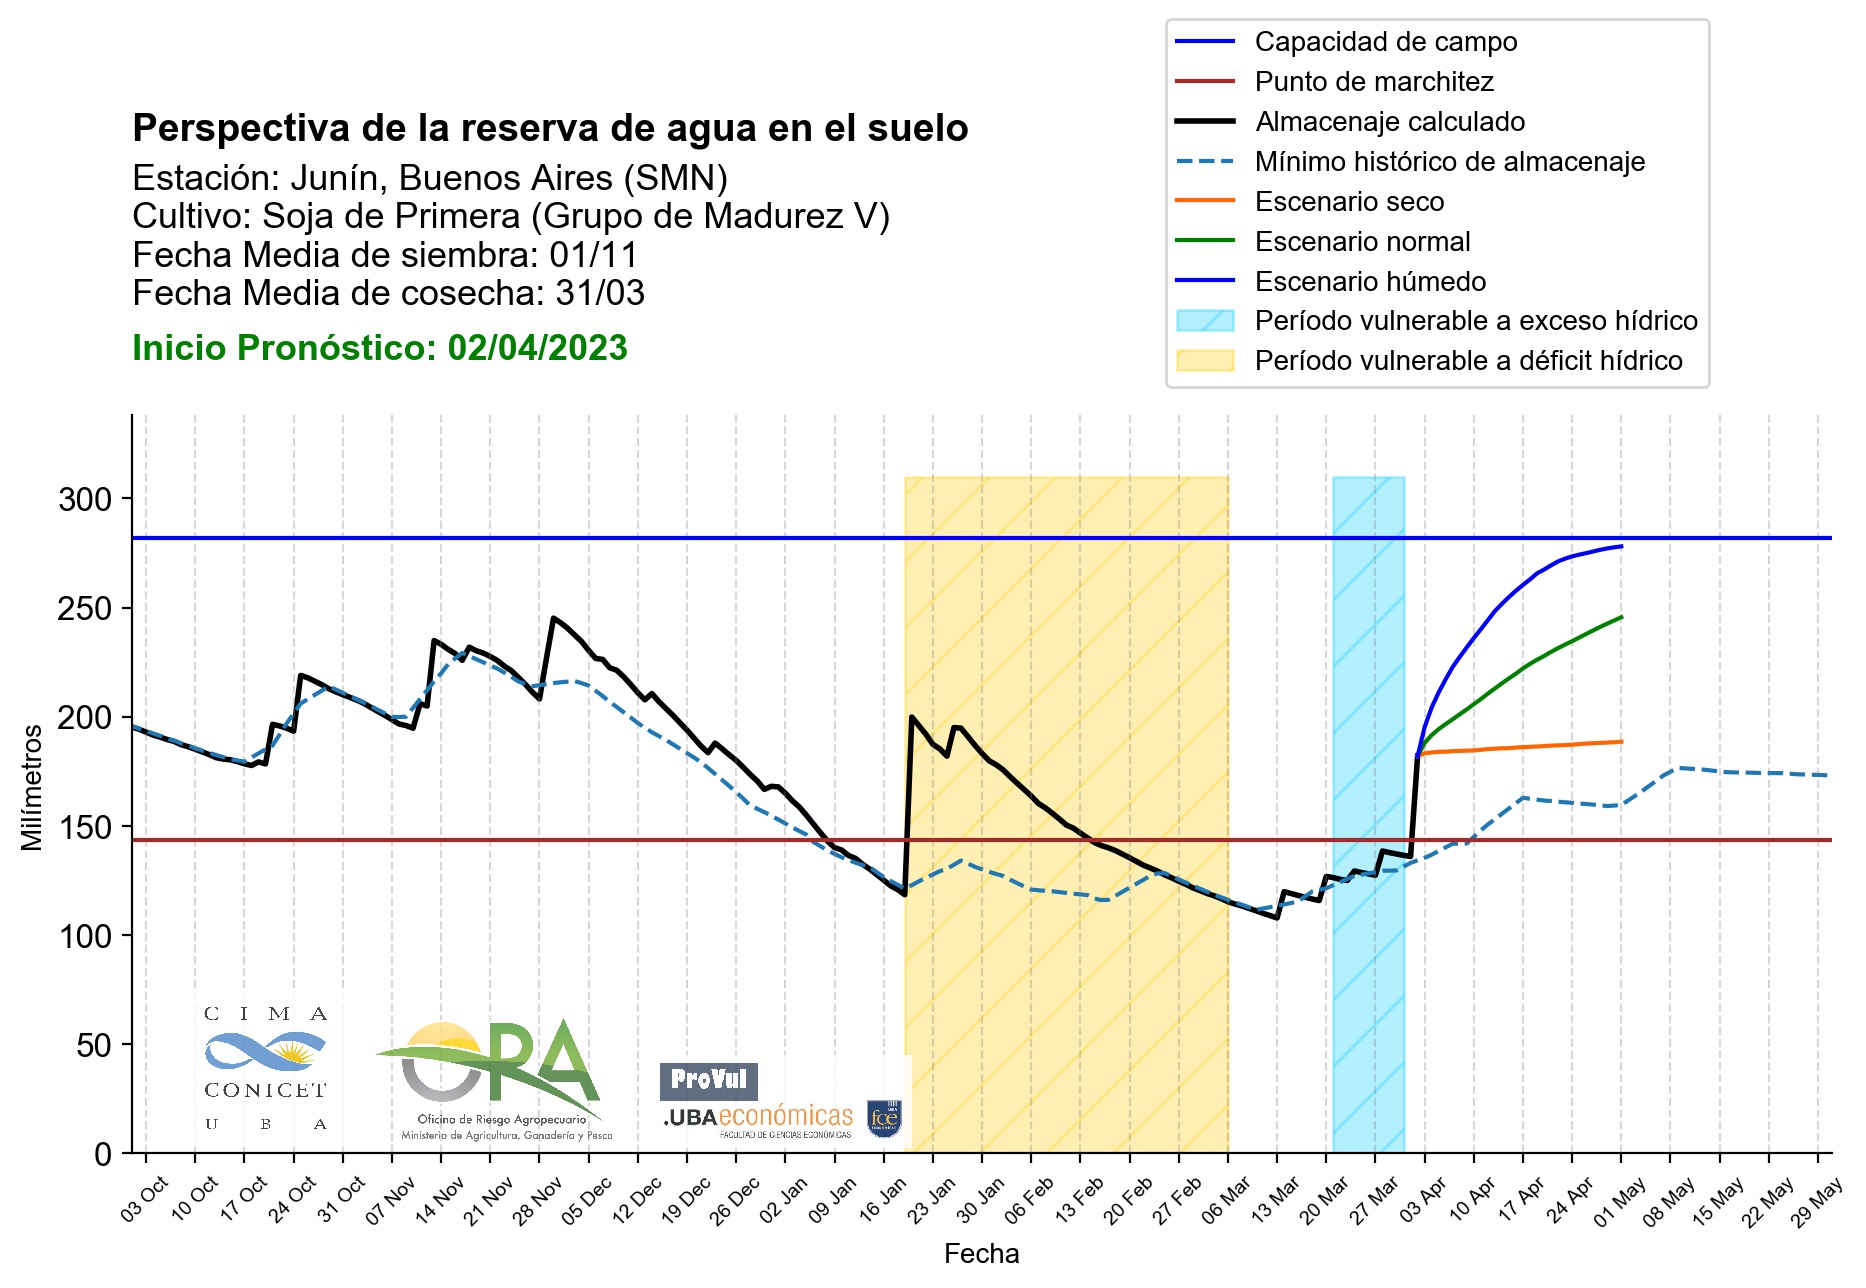 Capacidad de campo
Punto de marchitez
Almacenaje calculado
Mínimo histórico de almacenaje
Escenario seco
Escenario normal
Escenario húmedo
Período vulnerable a exceso hídrico
Período vulnerable a déficit hídrico
Perspectiva de la reserva de agua en el suelo
Estación: Junín, Buenos Aires (SMN)
Cultivo: Soja de Primera (Grupo de Madurez V)
Fecha Media de siembra: 01/11
Fecha Media de cosecha: 31/03
Inicio Pronóstico: 02/04/2023
Milímetros
300
250
200
150
100
50
0
CIMA
CONICET
UBA
ORA
Oficina de Riesgo Agropecuario
Ministerio de Agricultura, Ganadería y Pesca
ProVul
.UBAeconómicas
FACULTAD DE CIENCIAS ECONÓMICAS
fce
03 Oct 10 Oct 17 Oct 24 Oct 31 Oct 07 Nov 14 Nov 21 Nov 28 Nov 05 Dec 12 Dec 19 Dec 26 Dec 02 Jan 09 Jan 16 Jan 23 Jan 30 Jan 06 Feb 13 Feb 20 Feb 27 Feb 06 Mar 13 Mar 20 Mar 27 Mar 03 Apr 10 Apr 17 Apr 24 Apr 01 May 08 May 15 May 22 May 29 May
Fecha